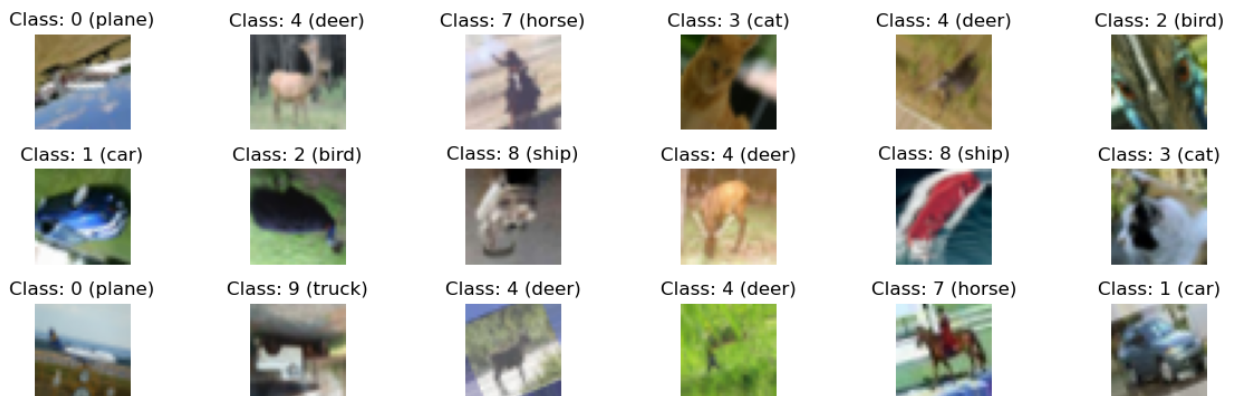 Class: 0 (plane) Class: 4 (deer) Class: 7 (horse) Class: 3 (cat) Class: 4 (deer) Class: 2 (bird)
Class: 1 (car) Class: 2 (bird) Class: 8 (ship) Class: 4 (deer) Class: 8 (ship) Class: 3 (cat)
Class: 0 (plane) Class: 9 (truck) Class: 4 (deer) Class: 4 (deer) Class: 7 (horse) Class: 1 (car)